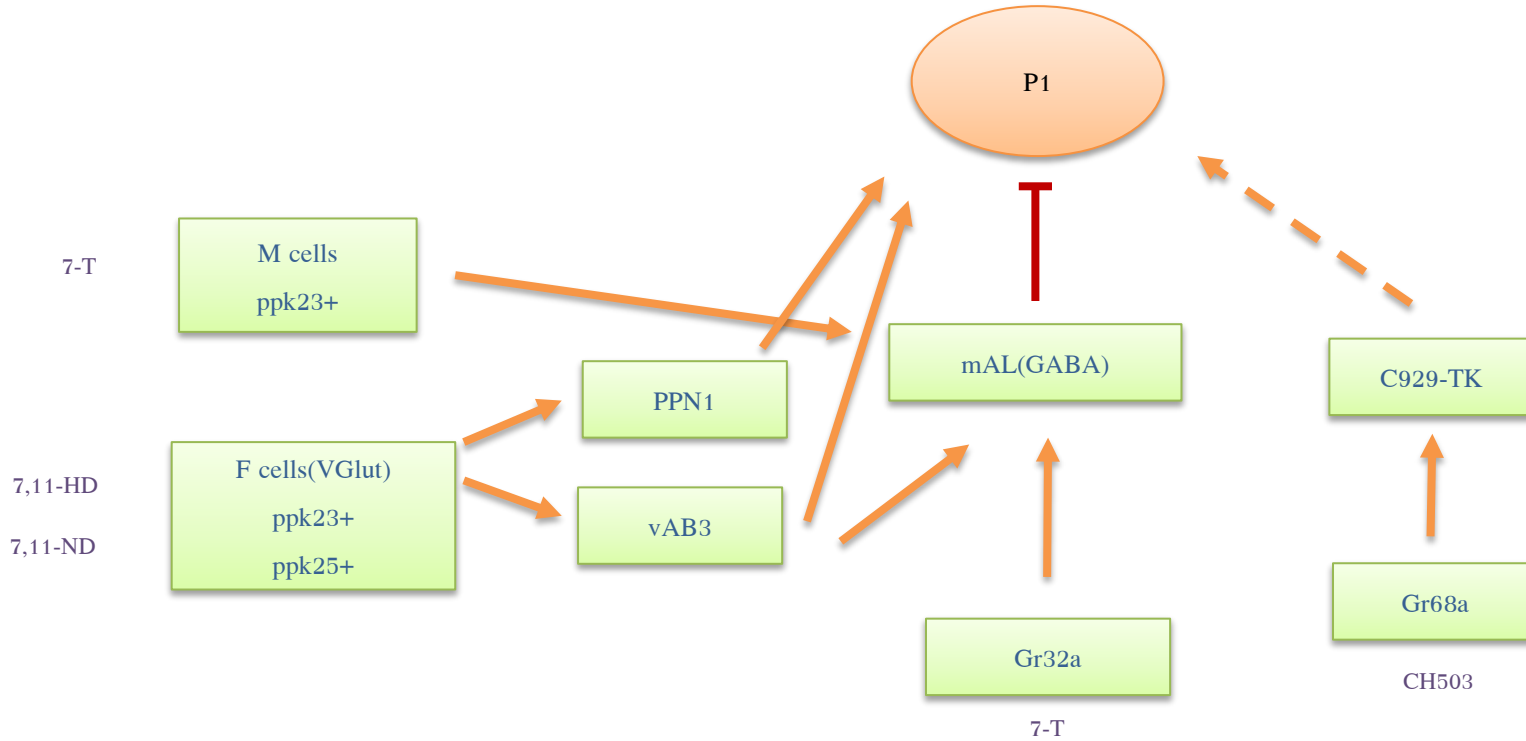 P1
7-T
M cells
ppk23+
mAL(GABA)
C929-TK
PPN1
7,11-HD
7,11-ND
F cells(VGlut)
ppk23+
ppk25+
vAB3
Gr32a
7-T
Gr68a
CH503